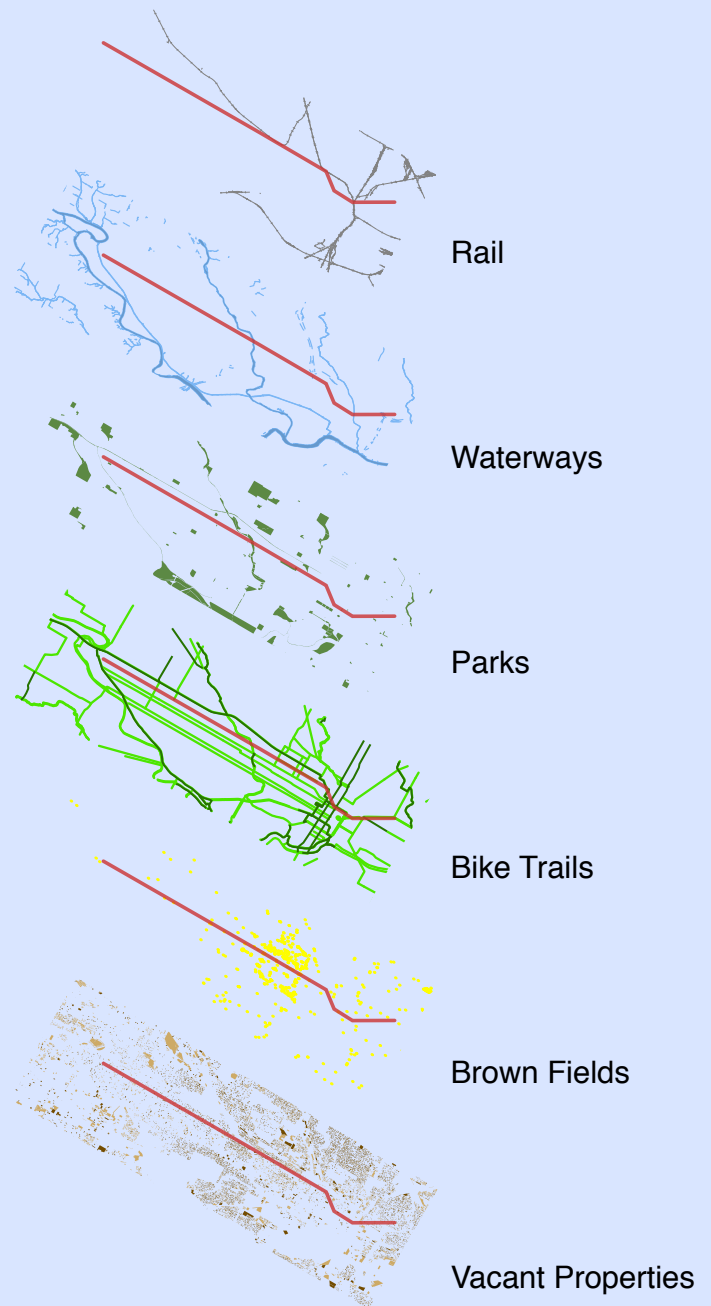 Rail
Waterways
Parks
Bike Trails
Brown Fields
Vacant Properties